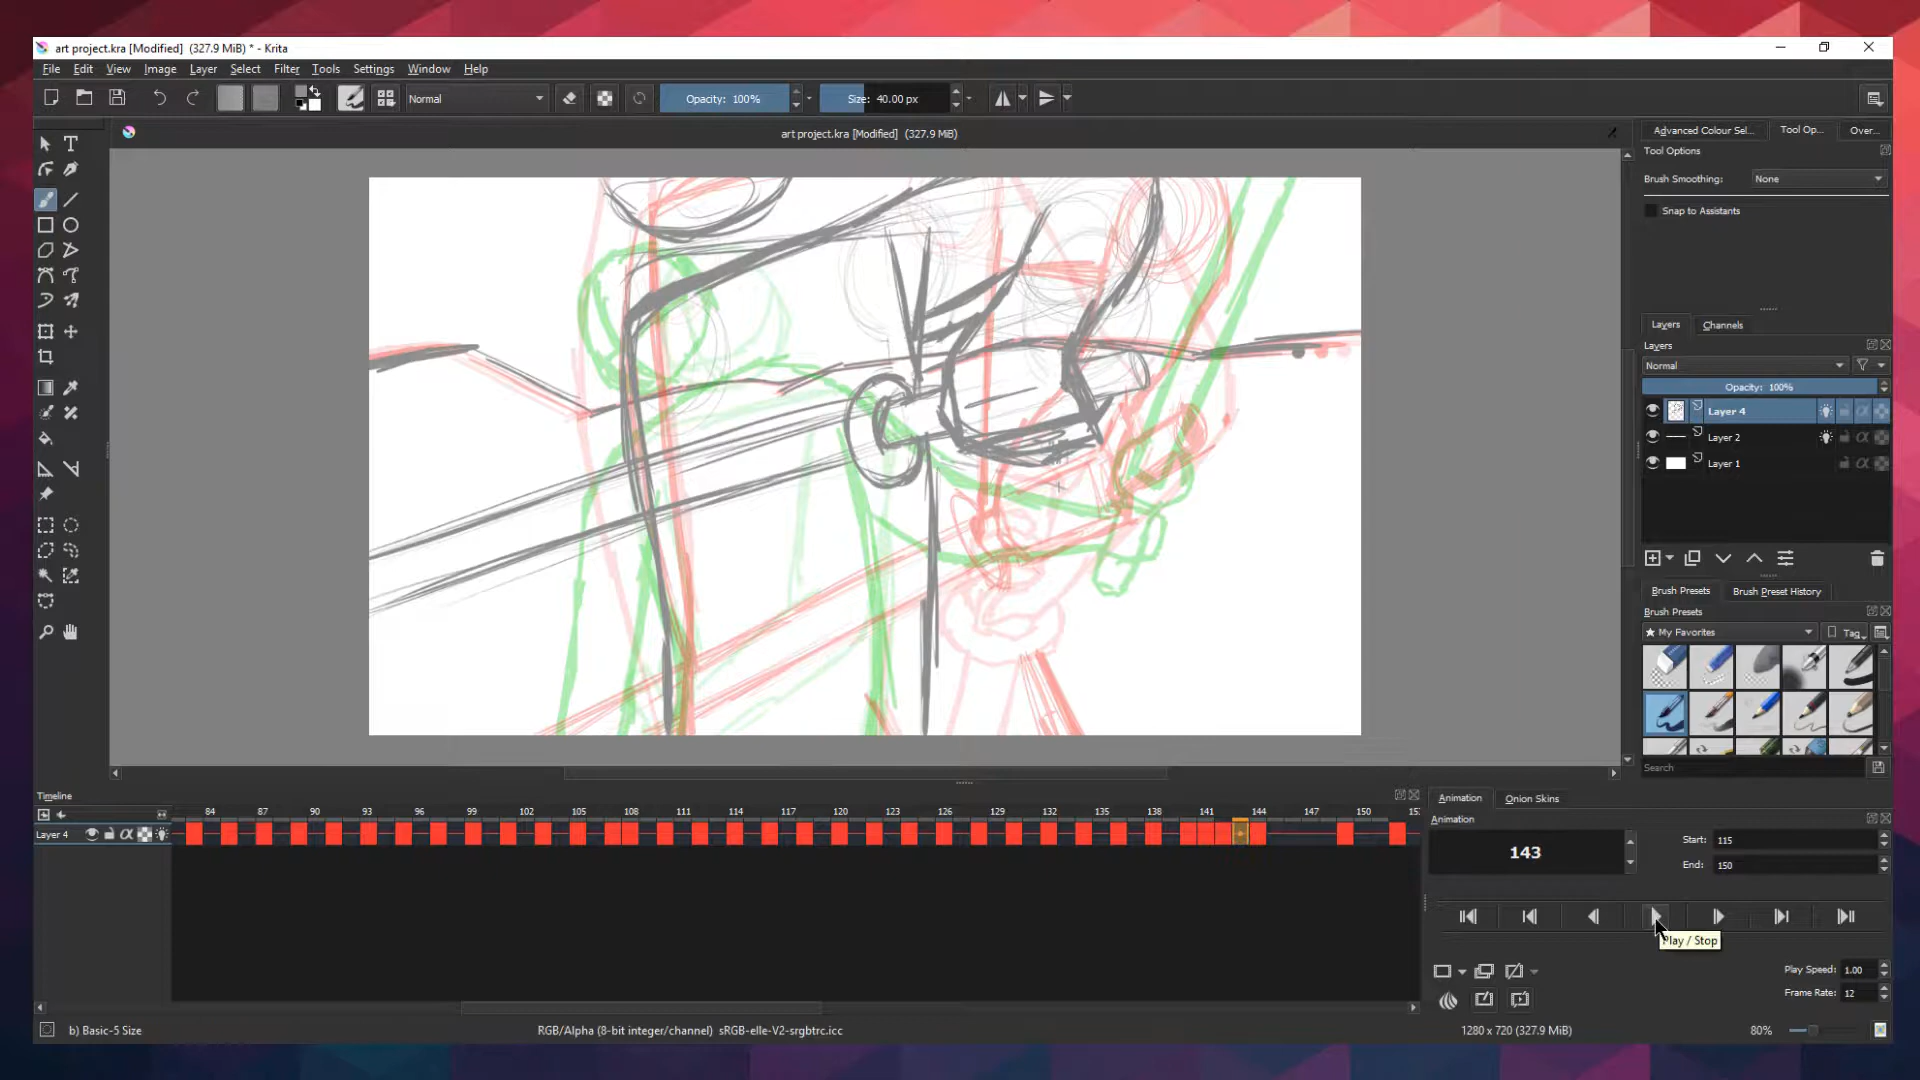 art project.kra [Modified] (327.9 MiB) * - Krita
File Edit View Image Layer Select Filter Tools Settings Window Help
Normal Opacity: 100% Size: 40.00 px
art project.kra [Modified] (327.9 MiB)
Advanced Colour Sel... Tool Op... Over...
Tool Options
Brush Smoothing: None
Snap to Assistants
Layers Channels
Layers
Normal
Opacity: 100%
Layer 4
Layer 2
Layer 1
Brush Presets Brush Preset History
Brush Presets
★ My Favorites Tag
Search
Timeline
84 87 90 93 96 99 102 105 108 111 114 117 120 123 126 129 132 135 138 141 144 147 150
Layer 4
Animation Onion Skins
Animation
143
Start: 115
End: 150
Play / Stop
Play Speed: 1.00
Frame Rate: 12
b) Basic-5 Size
RGB/Alpha (8-bit integer/channel) sRGB-elle-V2-srgbtrc.icc
1280 x 720 (327.9 MiB)
80%